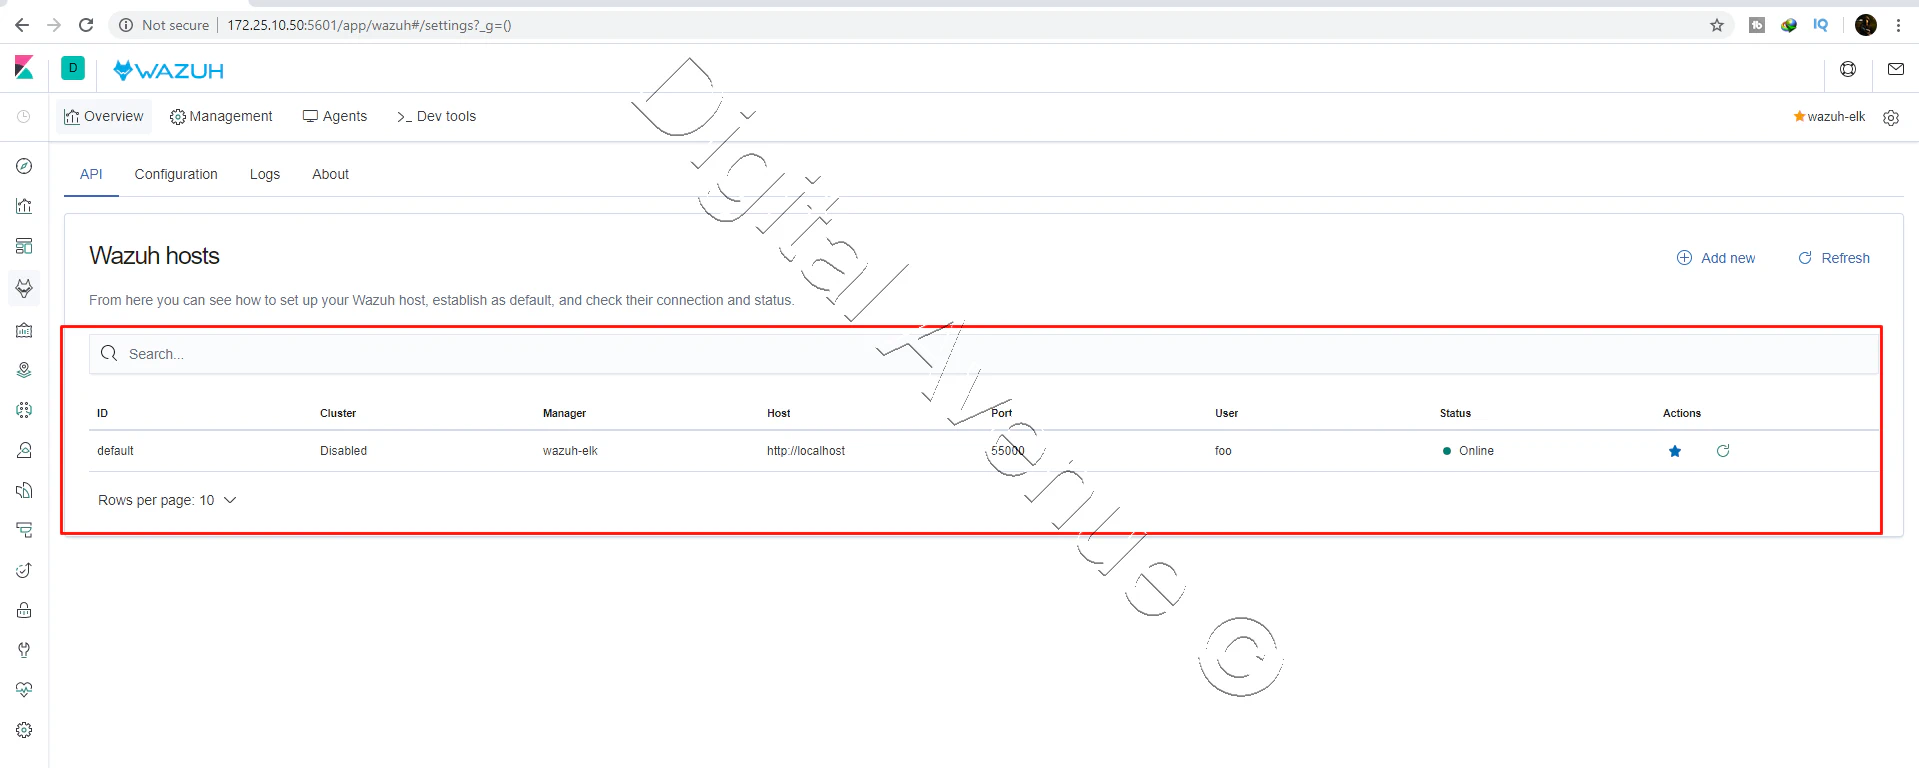 Not secure 172.25.10.50:5601/app/wazuh#/settings?_g=()
tb IQ
D WAZUH
Overview Management Agents >_ Dev tools wazuh-elk
API Configuration Logs About
Wazuh hosts
Add new Refresh
From here you can see how to set up your Wazuh host, establish as default, and check their connection and status.
Search...
ID Cluster Manager Host Port User Status Actions
default Disabled wazuh-elk http://localhost 55000 foo Online
Rows per page: 10
Digital Avenue ©